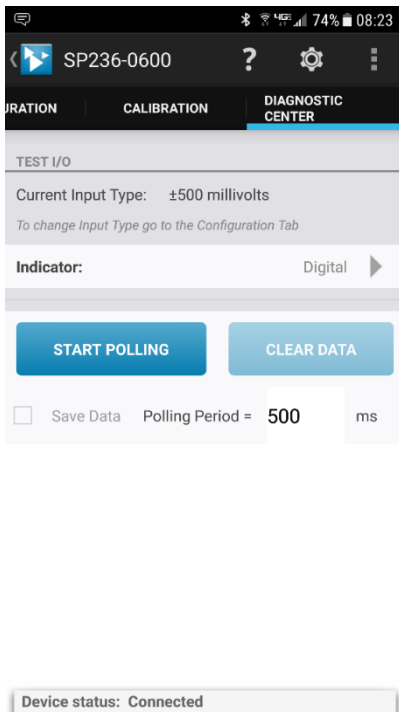 4G LTE 74% 08:23
SP236-0600 ?
URATION CALIBRATION DIAGNOSTIC
CENTER
TEST I/O
Current Input Type: ±500 millivolts
To change Input Type go to the Configuration Tab
Indicator: Digital
START POLLING CLEAR DATA
Save Data Polling Period = 500 ms
Device status: Connected